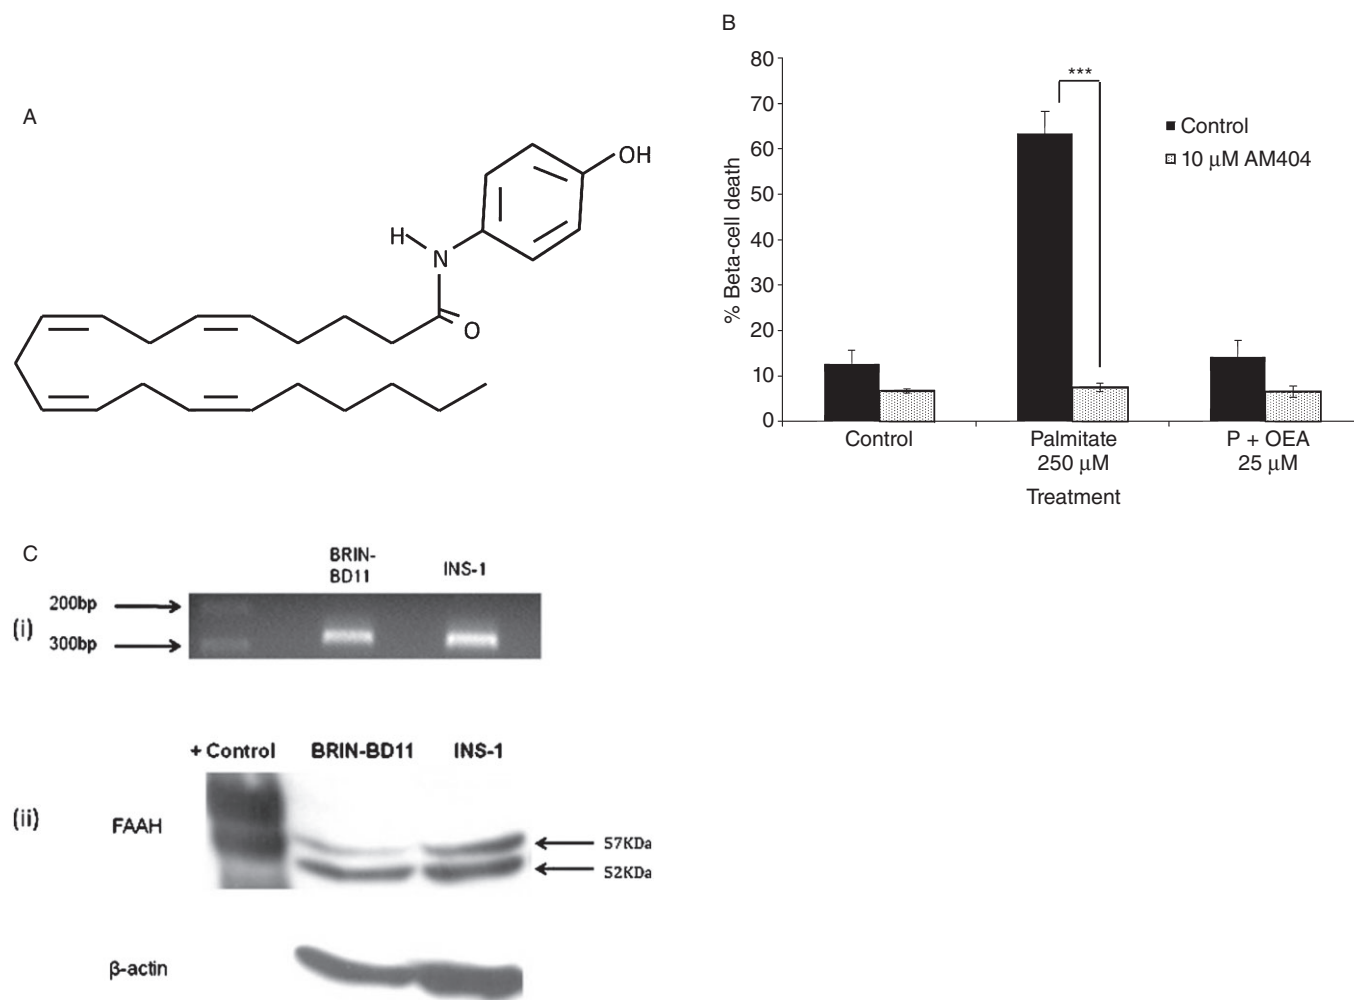 A
OH
H
N
O
B
80
70
60
50
40
30
20
10
0
% Beta-cell death
***
Control
10 μM AM404
Control
Palmitate
250 μM
P + OEA
25 μM
Treatment
C
(i)
BRIN-
BD11
INS-1
200bp
300bp
(ii)
+ Control
BRIN-BD11
INS-1
FAAH
57KDa
52KDa
β-actin